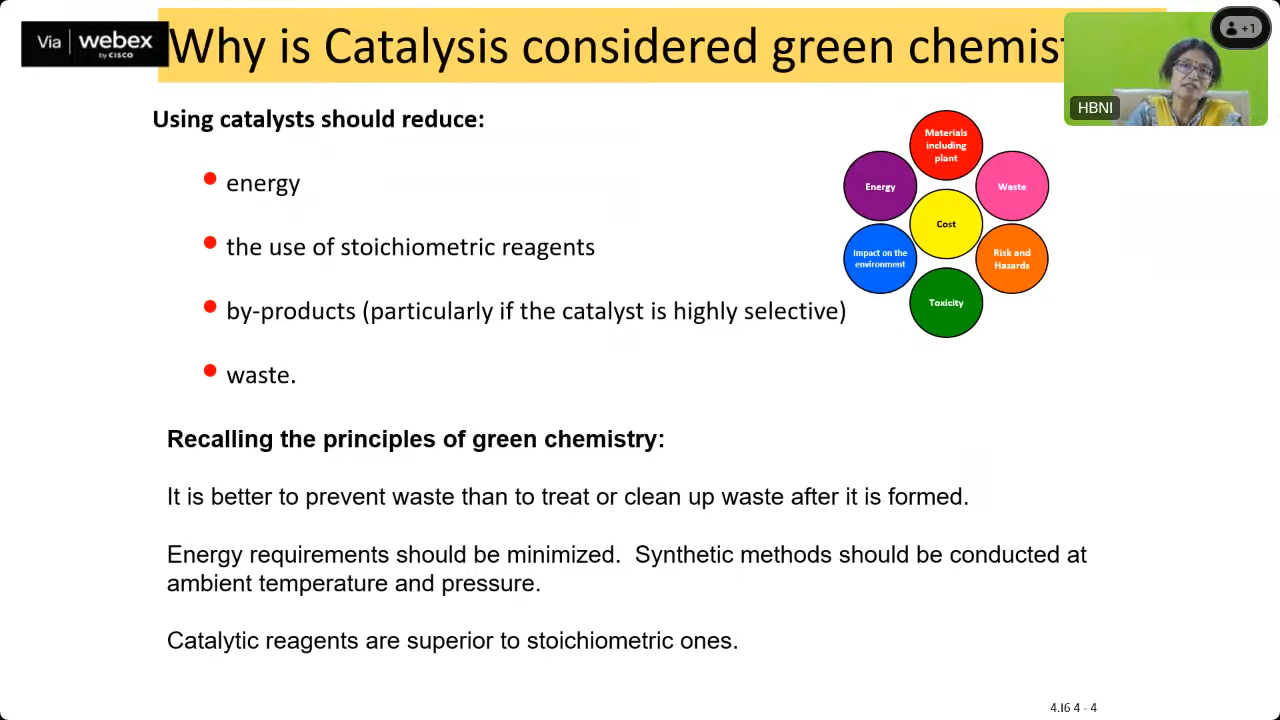 Via webex
by CISCO
Why is Catalysis considered green chemis
+1
HBNI
Using catalysts should reduce:
energy
the use of stoichiometric reagents
by-products (particularly if the catalyst is highly selective)
waste.
Materials
including
plant
Energy
Waste
Cost
Impact on the
environment
Risk and
Hazards
Toxicity
Recalling the principles of green chemistry:
It is better to prevent waste than to treat or clean up waste after it is formed.
Energy requirements should be minimized. Synthetic methods should be conducted at
ambient temperature and pressure.
Catalytic reagents are superior to stoichiometric ones.
4.I6 4 - 4